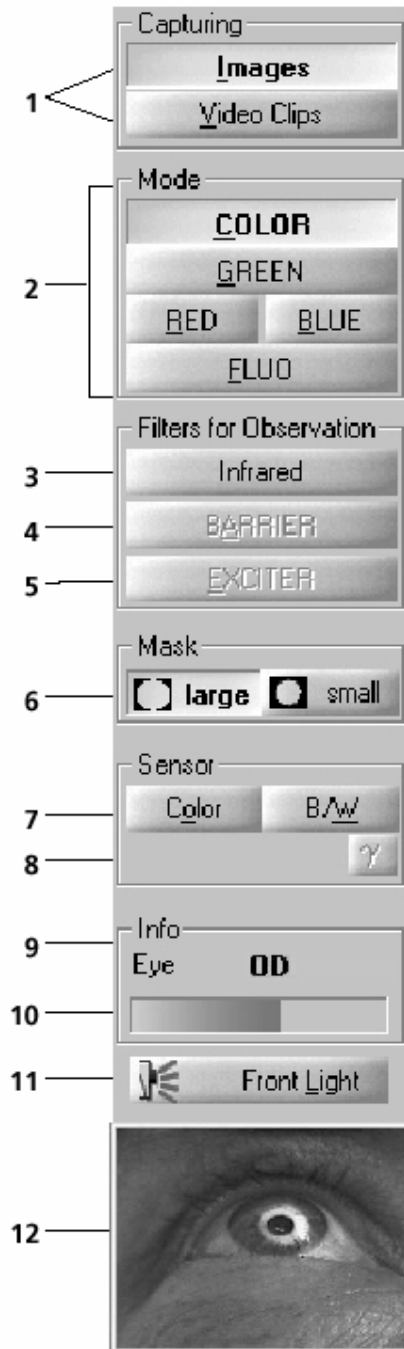 Capturing
1 Images
Video Clips
Mode
COLOR
2 GREEN
RED BLUE
FLUO
Filters for Observation
3 Infrared
4 BARRIER
5 EXCITER
Mask
6 large small
Sensor
7 Color B/W
8 γ
9 Info
Eye OD
10
11 Front Light
12